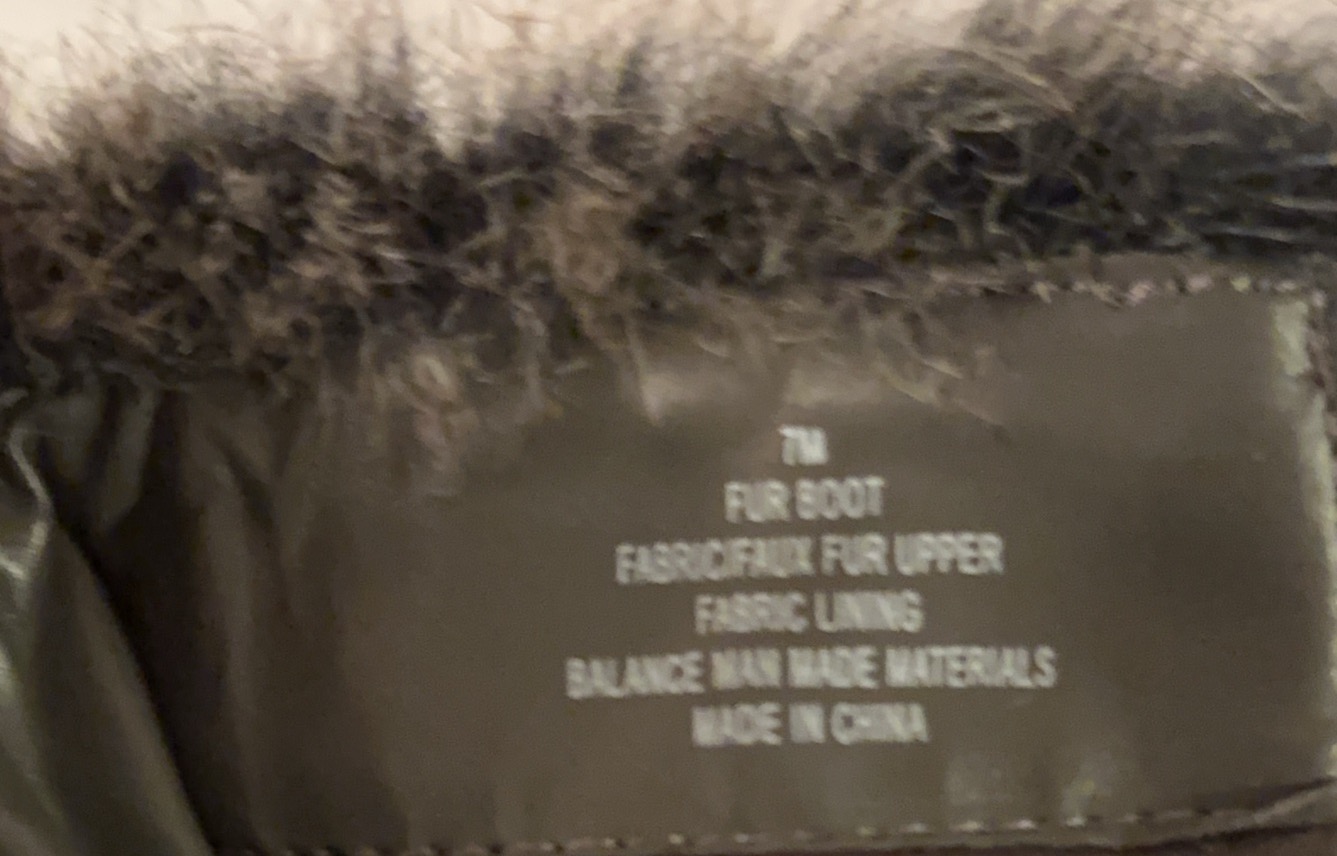 7M
FUR BOOT
FABRIC/FAUX FUR UPPER
FABRIC LINING
BALANCE MAN MADE MATERIALS
MADE IN CHINA